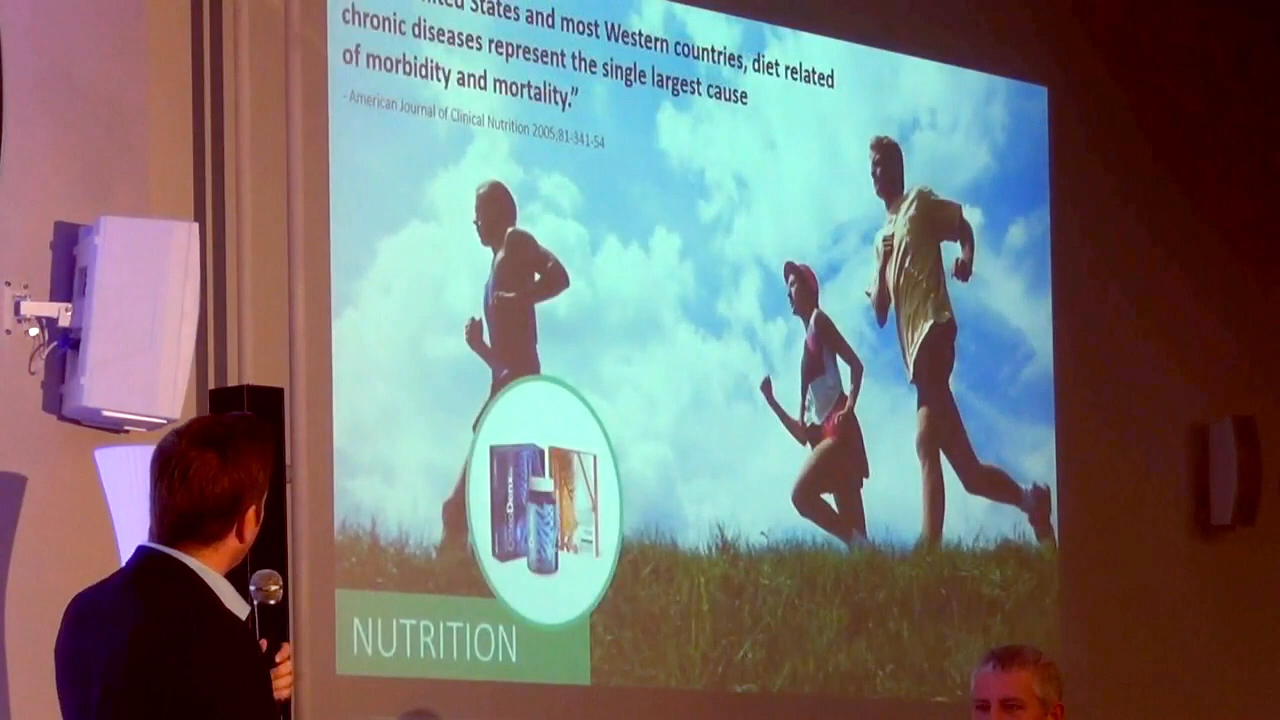 States and most Western countries, diet related
chronic diseases represent the single largest cause
of morbidity and mortality."
- American Journal of Clinical Nutrition 2005;81-341-54
NUTRITION